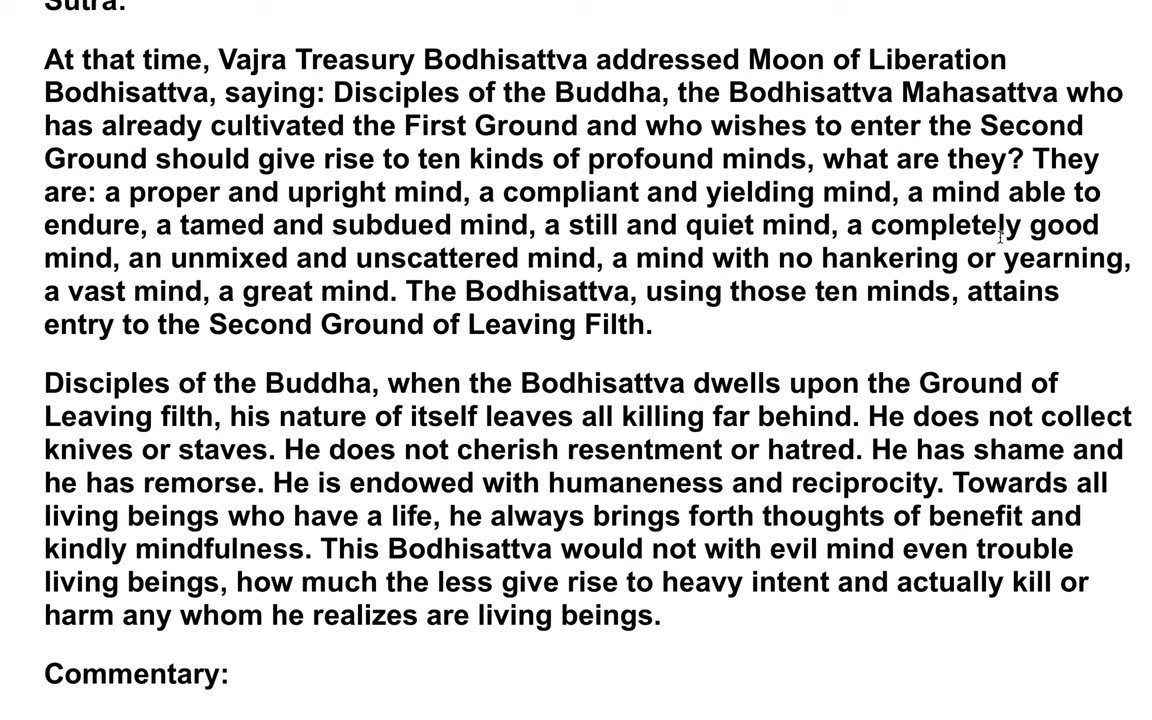 Sutra:
At that time, Vajra Treasury Bodhisattva addressed Moon of Liberation
Bodhisattva, saying: Disciples of the Buddha, the Bodhisattva Mahasattva who
has already cultivated the First Ground and who wishes to enter the Second
Ground should give rise to ten kinds of profound minds, what are they? They
are: a proper and upright mind, a compliant and yielding mind, a mind able to
endure, a tamed and subdued mind, a still and quiet mind, a completely good
mind, an unmixed and unscattered mind, a mind with no hankering or yearning,
a vast mind, a great mind. The Bodhisattva, using those ten minds, attains
entry to the Second Ground of Leaving Filth.
Disciples of the Buddha, when the Bodhisattva dwells upon the Ground of
Leaving filth, his nature of itself leaves all killing far behind. He does not collect
knives or staves. He does not cherish resentment or hatred. He has shame and
he has remorse. He is endowed with humaneness and reciprocity. Towards all
living beings who have a life, he always brings forth thoughts of benefit and
kindly mindfulness. This Bodhisattva would not with evil mind even trouble
living beings, how much the less give rise to heavy intent and actually kill or
harm any whom he realizes are living beings.
Commentary: